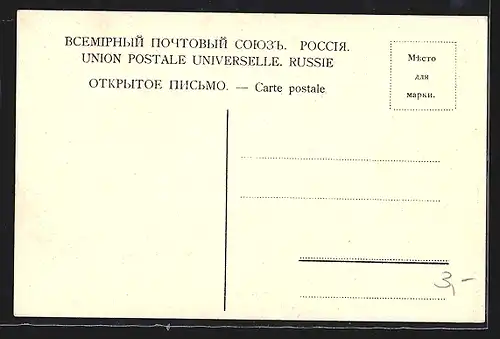 ВСЕМІРНЫЙ ПОЧТОВЫЙ СОЮЗЪ. РОССІЯ.
UNION POSTALE UNIVERSELLE. RUSSIE
ОТКРЫТОЕ ПИСЬМО. — Carte postale
Мѣсто
для
марки.
3,-